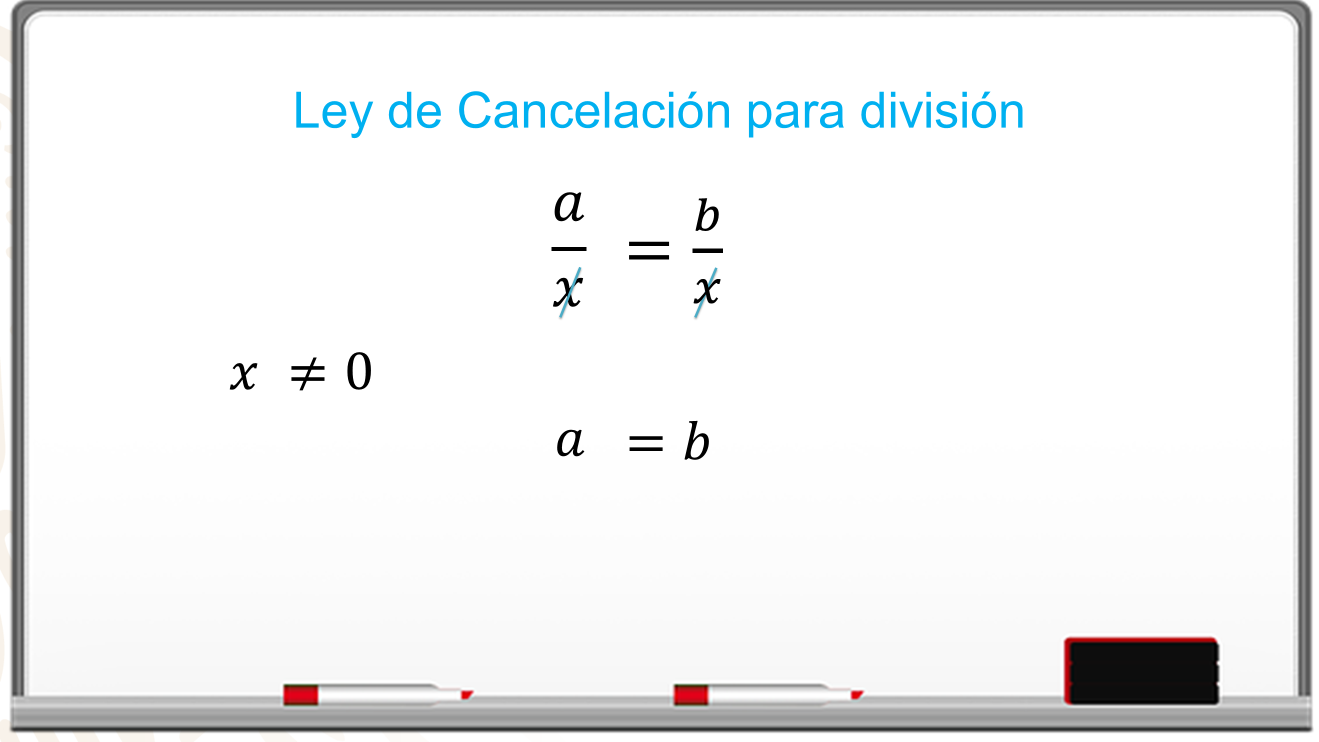 Ley de Cancelación para división
a/x = b/x
x ≠ 0
a = b